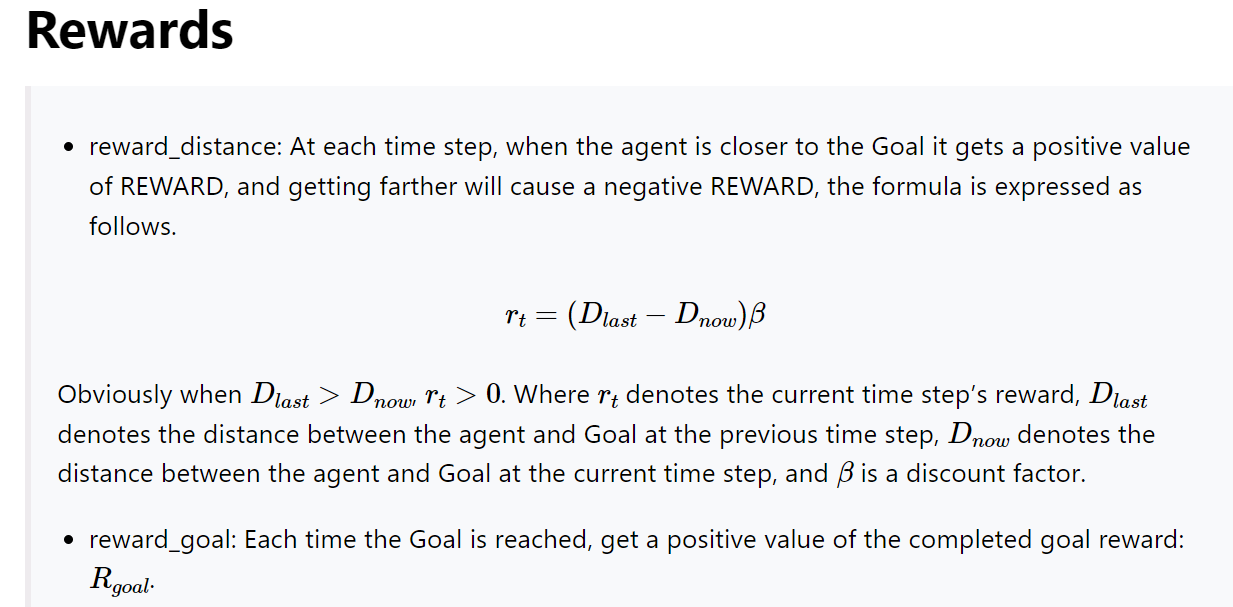 Rewards
• reward_distance: At each time step, when the agent is closer to the Goal it gets a positive value
of REWARD, and getting farther will cause a negative REWARD, the formula is expressed as
follows.
r_t = (D_{last} − D_{now})β
Obviously when D_{last} > D_{now}, r_t > 0. Where r_t denotes the current time step's reward, D_{last}
denotes the distance between the agent and Goal at the previous time step, D_{now} denotes the
distance between the agent and Goal at the current time step, and β is a discount factor.
• reward_goal: Each time the Goal is reached, get a positive value of the completed goal reward:
R_{goal}.